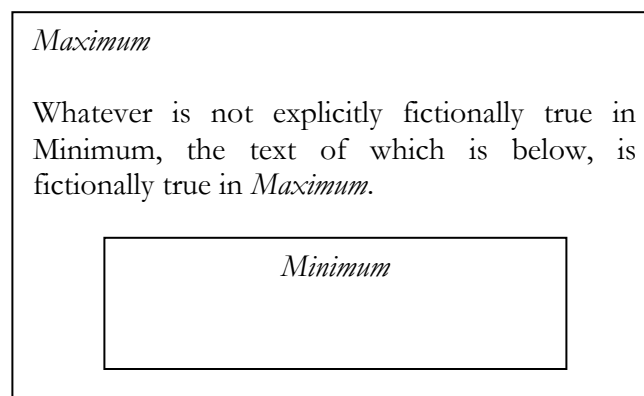 Maximum
Whatever is not explicitly fictionally true in
Minimum, the text of which is below, is
fictionally true in Maximum.
Minimum